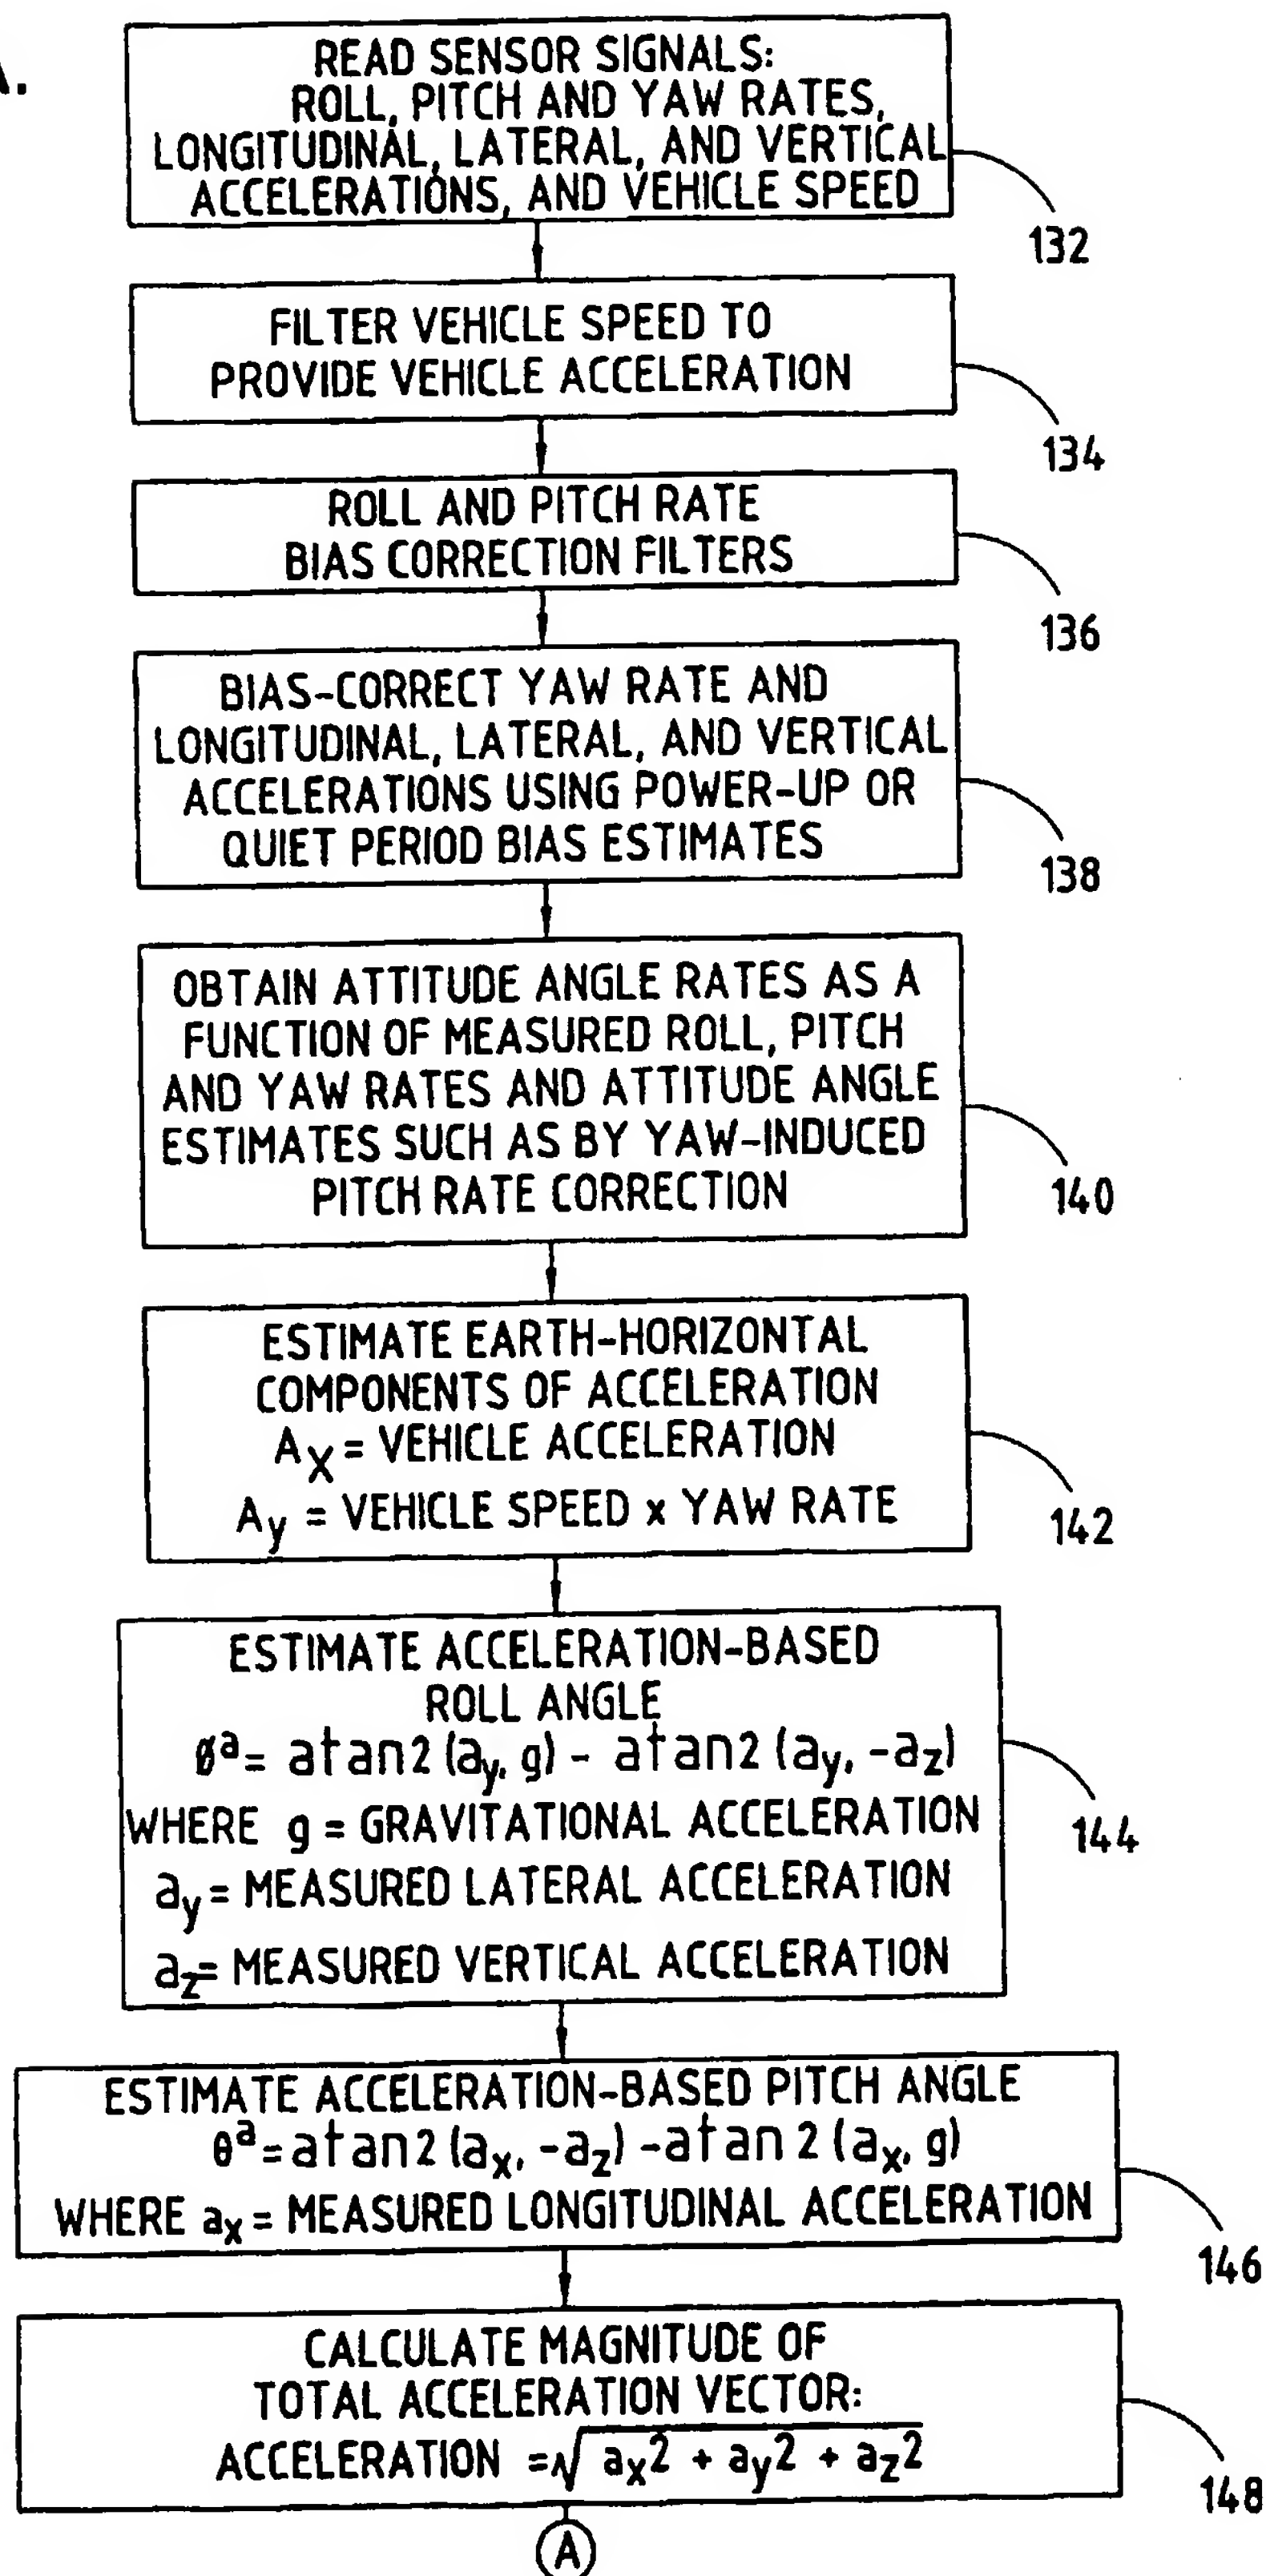 A.
READ SENSOR SIGNALS:
ROLL, PITCH AND YAW RATES,
LONGITUDINAL, LATERAL, AND VERTICAL
ACCELERATIONS, AND VEHICLE SPEED
132
FILTER VEHICLE SPEED TO
PROVIDE VEHICLE ACCELERATION
134
ROLL AND PITCH RATE
BIAS CORRECTION FILTERS
136
BIAS-CORRECT YAW RATE AND
LONGITUDINAL, LATERAL, AND VERTICAL
ACCELERATIONS USING POWER-UP OR
QUIET PERIOD BIAS ESTIMATES
138
OBTAIN ATTITUDE ANGLE RATES AS A
FUNCTION OF MEASURED ROLL, PITCH
AND YAW RATES AND ATTITUDE ANGLE
ESTIMATES SUCH AS BY YAW-INDUCED
PITCH RATE CORRECTION
140
ESTIMATE EARTH-HORIZONTAL
COMPONENTS OF ACCELERATION
Ax = VEHICLE ACCELERATION
Ay = VEHICLE SPEED x YAW RATE
142
ESTIMATE ACCELERATION-BASED
ROLL ANGLE
øa = atan2 (ay, g) - atan2 (ay, -az)
WHERE g = GRAVITATIONAL ACCELERATION
ay = MEASURED LATERAL ACCELERATION
az = MEASURED VERTICAL ACCELERATION
144
ESTIMATE ACCELERATION-BASED PITCH ANGLE
θa = atan2 (ax, -az) - atan 2 (ax, g)
WHERE ax = MEASURED LONGITUDINAL ACCELERATION
146
CALCULATE MAGNITUDE OF
TOTAL ACCELERATION VECTOR:
ACCELERATION = √ax2 + ay2 + az2
148
A